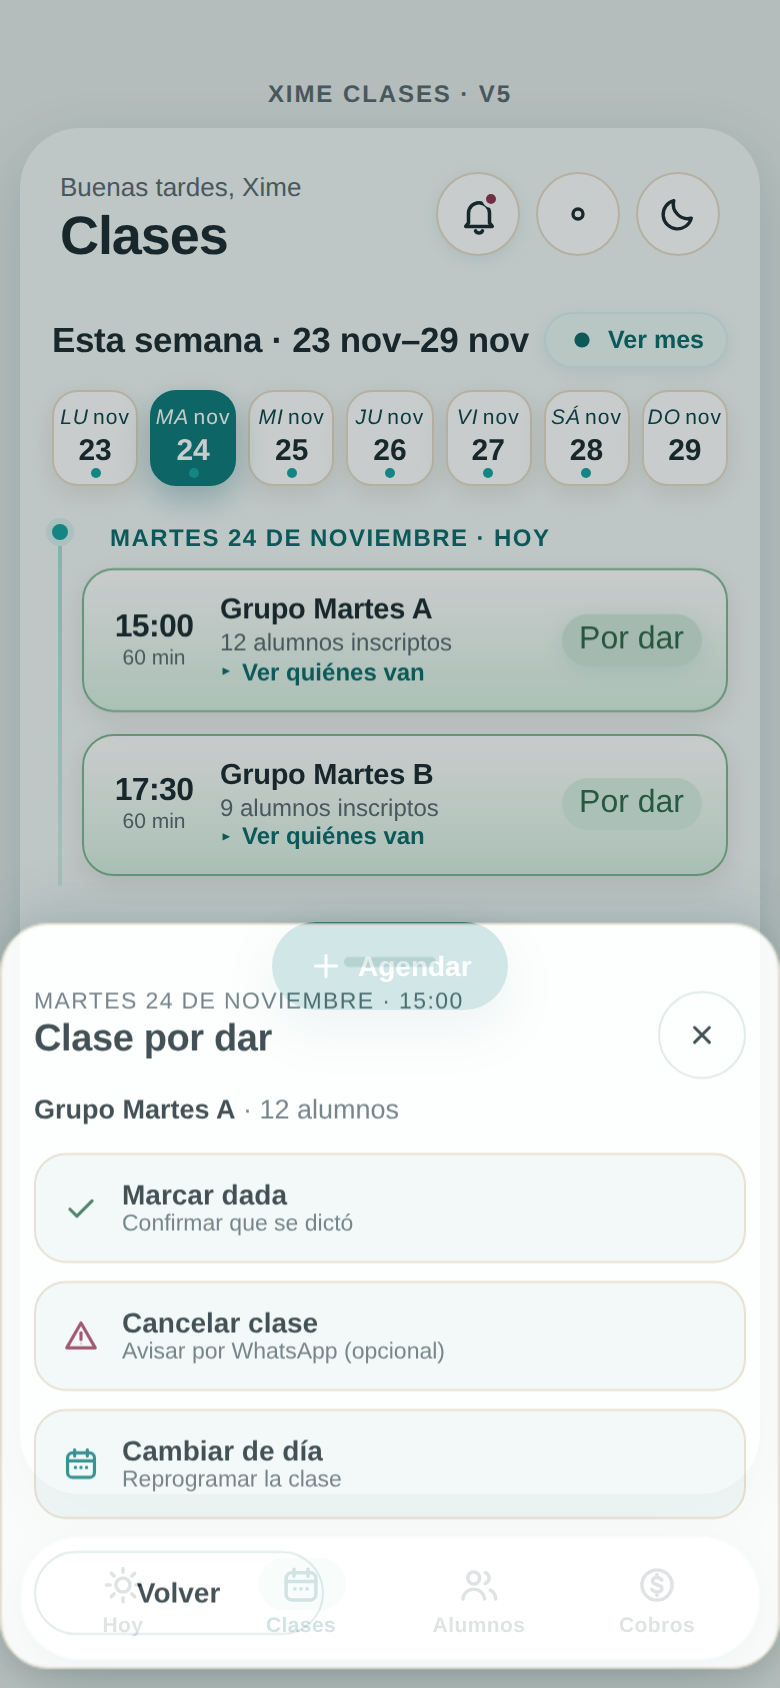 XIME CLASES · V5
Buenas tardes, Xime
Clases
Esta semana · 23 nov–29 nov
Ver mes
LU nov
23
MA nov
24
MI nov
25
JU nov
26
VI nov
27
SÁ nov
28
DO nov
29
MARTES 24 DE NOVIEMBRE · HOY
15:00
60 min
Grupo Martes A
12 alumnos inscriptos
Ver quiénes van
Por dar
17:30
60 min
Grupo Martes B
9 alumnos inscriptos
Ver quiénes van
Por dar
Agendar
MARTES 24 DE NOVIEMBRE · 15:00
Clase por dar
Grupo Martes A · 12 alumnos
Marcar dada
Confirmar que se dictó
Cancelar clase
Avisar por WhatsApp (opcional)
Cambiar de día
Reprogramar la clase
Volver
Hoy
Clases
Alumnos
Cobros